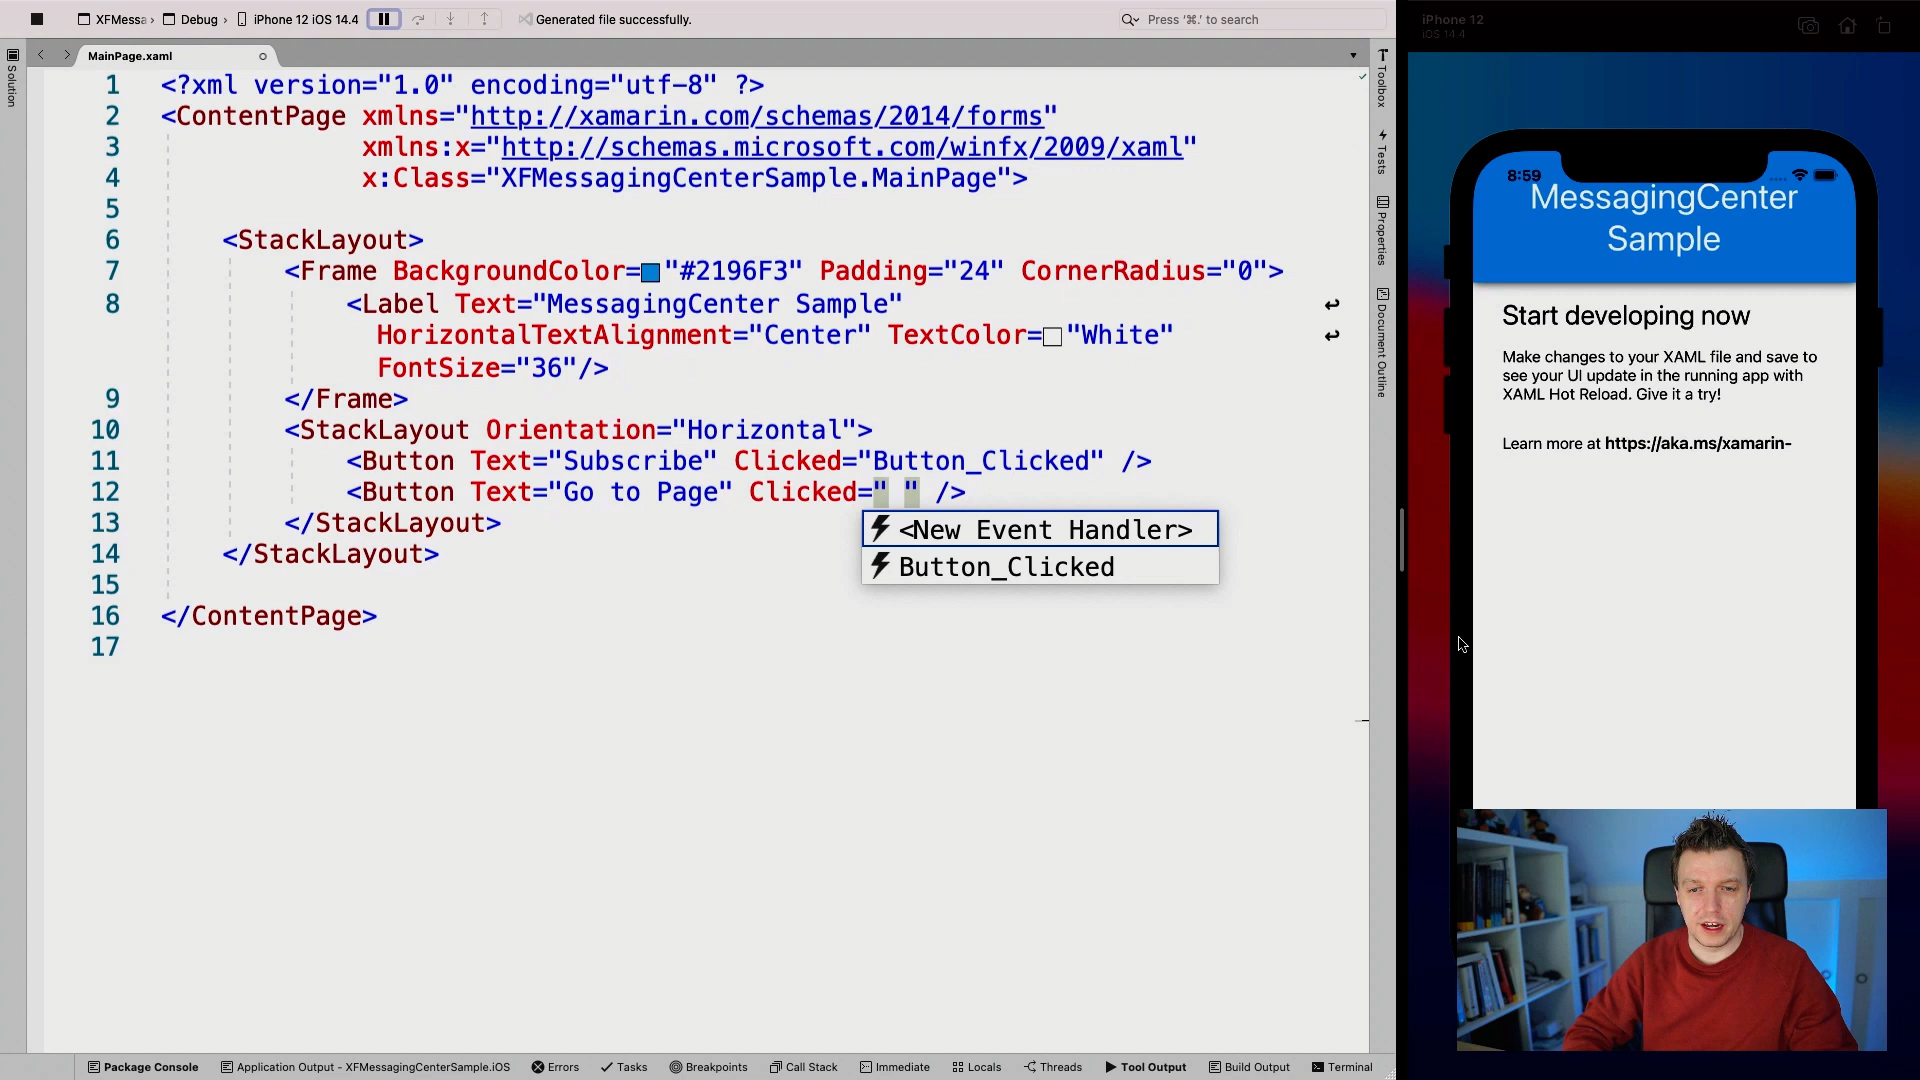 XFMessa › Debug › iPhone 12 iOS 14.4
Generated file successfully.
Press '⌘.' to search
Solution
MainPage.xaml
1 <?xml version="1.0" encoding="utf-8" ?>
2 <ContentPage xmlns="http://xamarin.com/schemas/2014/forms"
3 xmlns:x="http://schemas.microsoft.com/winfx/2009/xaml"
4 x:Class="XFMessagingCenterSample.MainPage">
5
6 <StackLayout>
7 <Frame BackgroundColor="#2196F3" Padding="24" CornerRadius="0">
8 <Label Text="MessagingCenter Sample"
HorizontalTextAlignment="Center" TextColor="White"
FontSize="36"/>
9 </Frame>
10 <StackLayout Orientation="Horizontal">
11 <Button Text="Subscribe" Clicked="Button_Clicked" />
12 <Button Text="Go to Page" Clicked=" " />
13 </StackLayout>
14 </StackLayout>
15
16 </ContentPage>
17
<New Event Handler>
Button_Clicked
Toolbox
Tests
Properties
Document Outline
iPhone 12
iOS 14.4
8:59
MessagingCenter
Sample
Start developing now
Make changes to your XAML file and save to
see your UI update in the running app with
XAML Hot Reload. Give it a try!
Learn more at https://aka.ms/xamarin-
Package Console
Application Output - XFMessagingCenterSample.iOS
Errors
Tasks
Breakpoints
Call Stack
Immediate
Locals
Threads
Tool Output
Build Output
Terminal